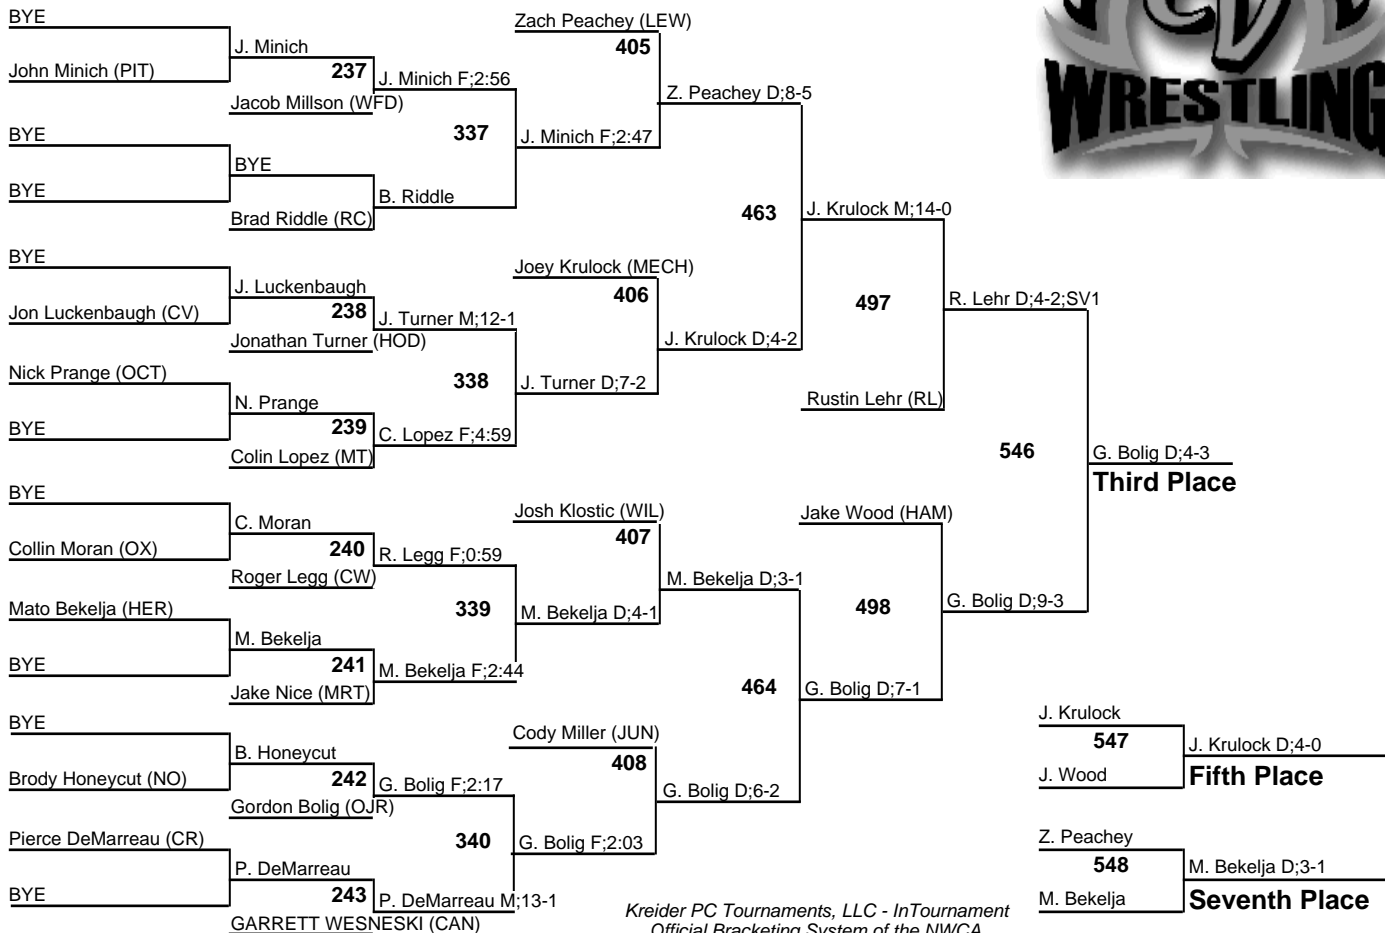 BYE
Zach Peachey (LEW)
J. Minich
405
John Minich (PIT)
237
J. Minich F;2:56
Z. Peachey D;8-5
Jacob Millson (WFD)
WRESTLING
BYE
337
J. Minich F;2:47
BYE
BYE
B. Riddle
Brad Riddle (RC)
463
J. Krulock M;14-0
BYE
Joey Krulock (MECH)
J. Luckenbaugh
406
Jon Luckenbaugh (CV)
238
J. Turner M;12-1
497
R. Lehr D;4-2;SV1
Jonathan Turner (HOD)
J. Krulock D;4-2
Nick Prange (OCT)
338
J. Turner D;7-2
N. Prange
Rustin Lehr (RL)
BYE
239
C. Lopez F;4:59
Colin Lopez (MT)
546
G. Bolig D;4-3
Third Place
BYE
Josh Klostic (WIL)
Jake Wood (HAM)
C. Moran
407
Collin Moran (OX)
240
R. Legg F;0:59
Roger Legg (CW)
M. Bekelja D;3-1
Mato Bekelja (HER)
339
M. Bekelja D;4-1
498
G. Bolig D;9-3
M. Bekelja
BYE
241
M. Bekelja F;2:44
Jake Nice (MRT)
464
G. Bolig D;7-1
BYE
Cody Miller (JUN)
J. Krulock
B. Honeycut
408
547
J. Krulock D;4-0
Brody Honeycut (NO)
242
G. Bolig F;2:17
G. Bolig D;6-2
J. Wood
Fifth Place
Gordon Bolig (OJR)
Pierce DeMarreau (CR)
340
G. Bolig F;2:03
Z. Peachey
P. DeMarreau
548
M. Bekelja D;3-1
BYE
243
P. DeMarreau M;13-1
M. Bekelja
Seventh Place
GARRETT WESNESKI (CAN)
Kreider PC Tournaments, LLC - InTournament
Official Bracketing System of the NWCA